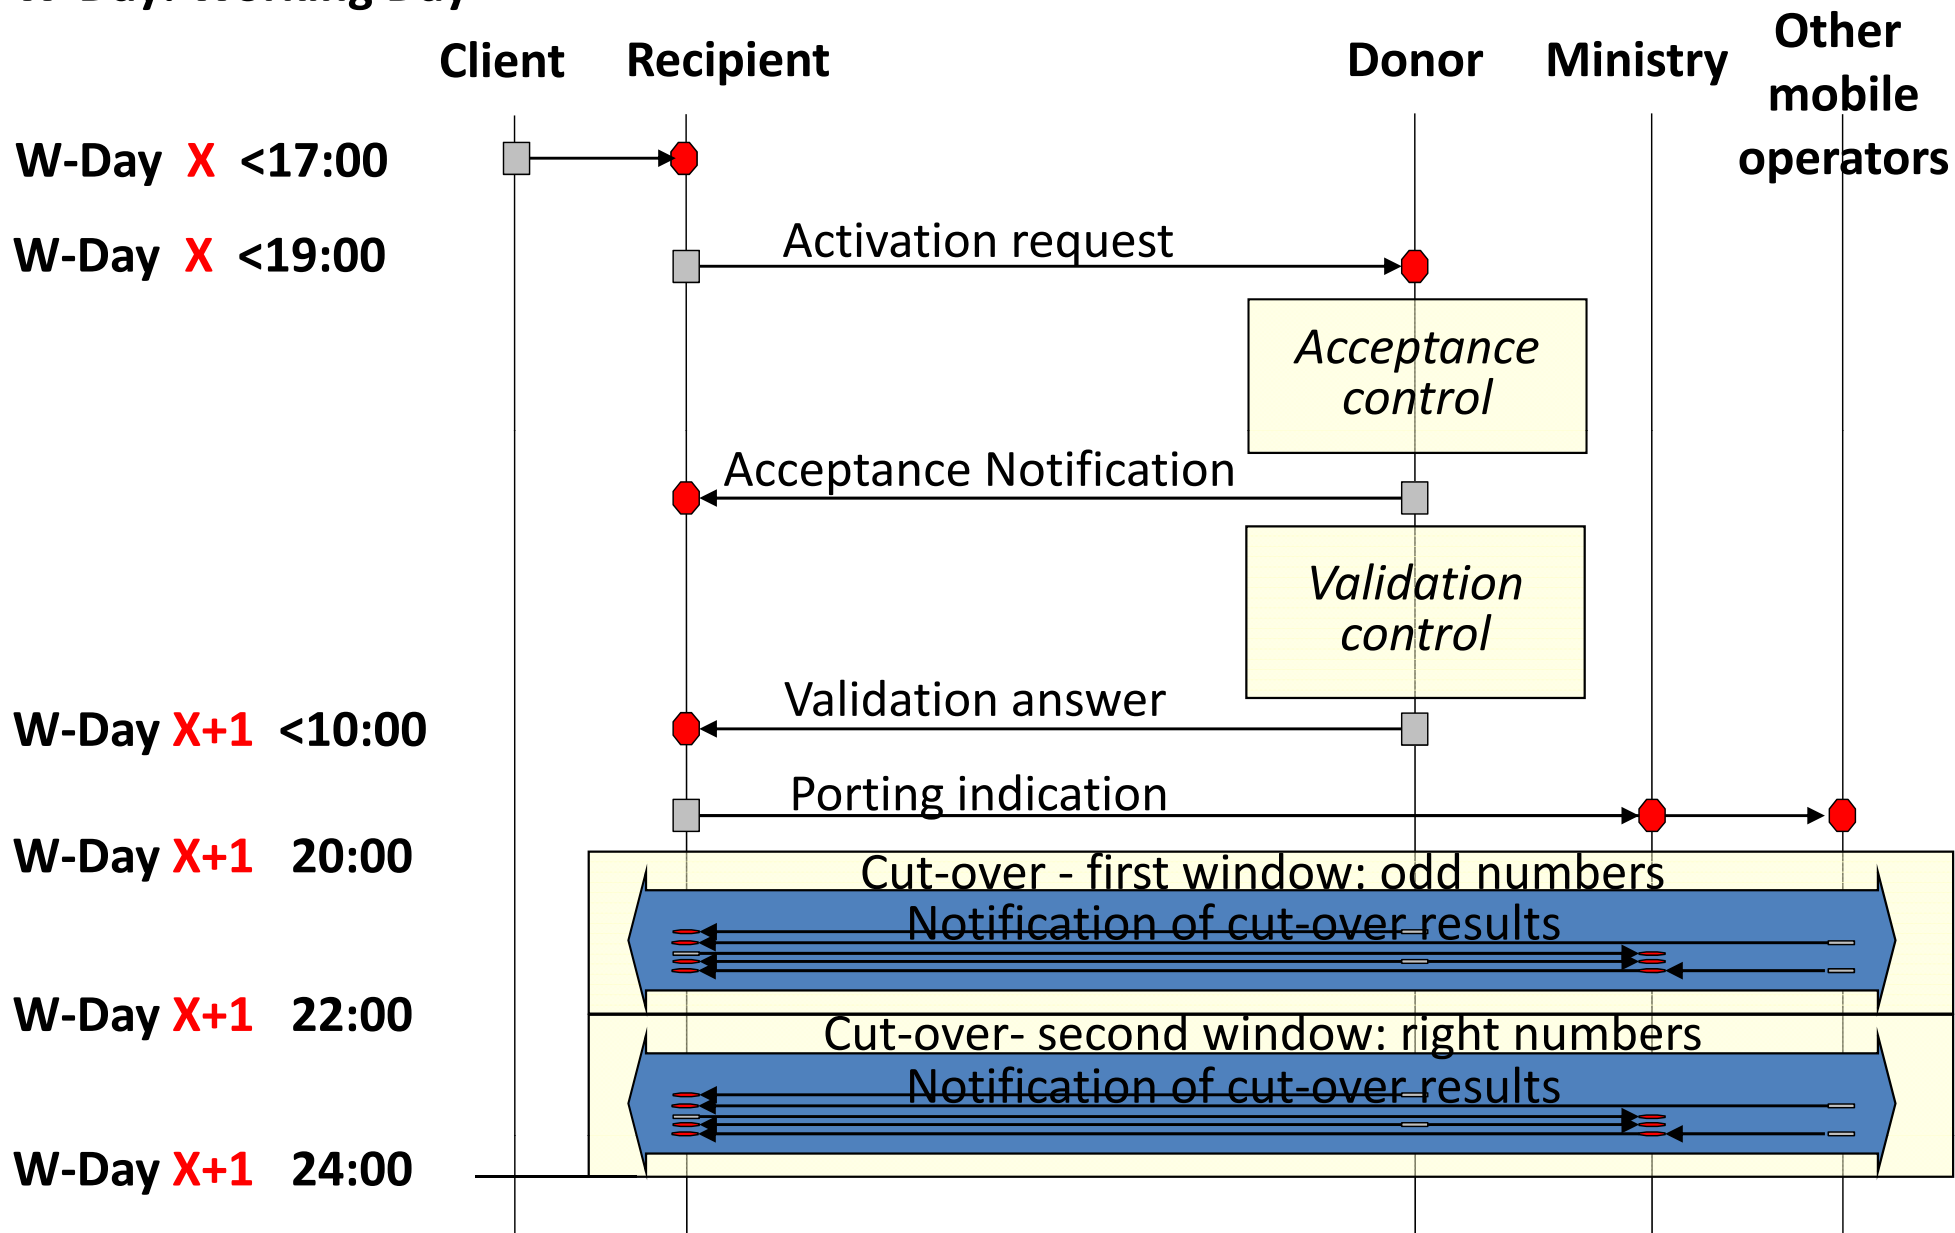 W-Day: Working Day
Client Recipient Donor Ministry Other
mobile
operators
W-Day X <17:00
W-Day X <19:00
Activation request
Acceptance
control
Acceptance Notification
Validation
control
Validation answer
W-Day X+1 <10:00
Porting indication
W-Day X+1 20:00
Cut-over - first window: odd numbers
Notification of cut-over results
W-Day X+1 22:00
Cut-over- second window: right numbers
Notification of cut-over results
W-Day X+1 24:00